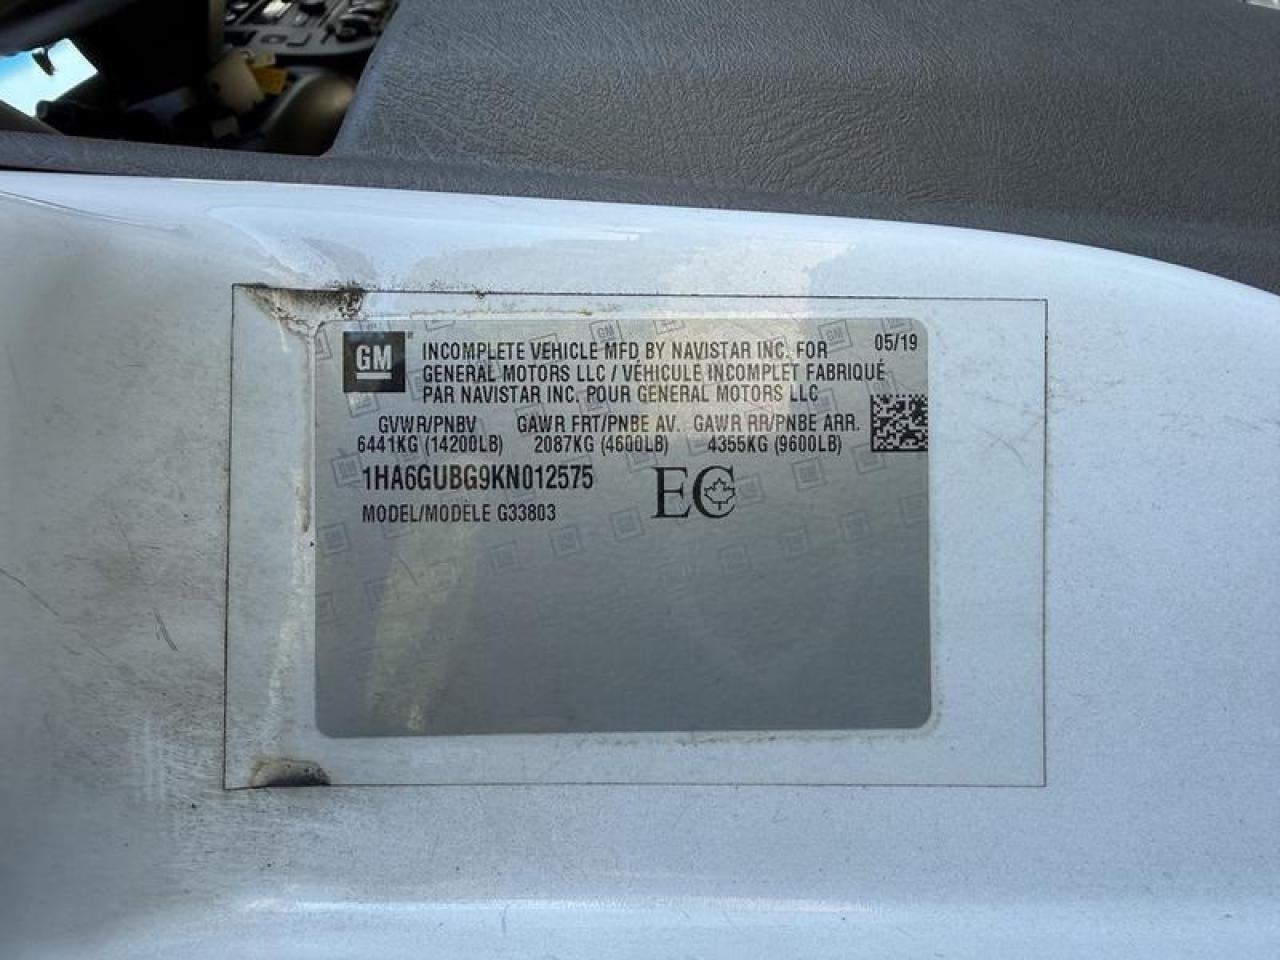 GM
INCOMPLETE VEHICLE MFD BY NAVISTAR INC. FOR
GENERAL MOTORS LLC / VÉHICULE INCOMPLET FABRIQUÉ
PAR NAVISTAR INC. POUR GENERAL MOTORS LLC
05/19
GVWR/PNBV GAWR FRT/PNBE AV. GAWR RR/PNBE ARR.
6441KG (14200LB) 2087KG (4600LB) 4355KG (9600LB)
1HA6GUBG9KN012575
EC
MODEL/MODELE G33803